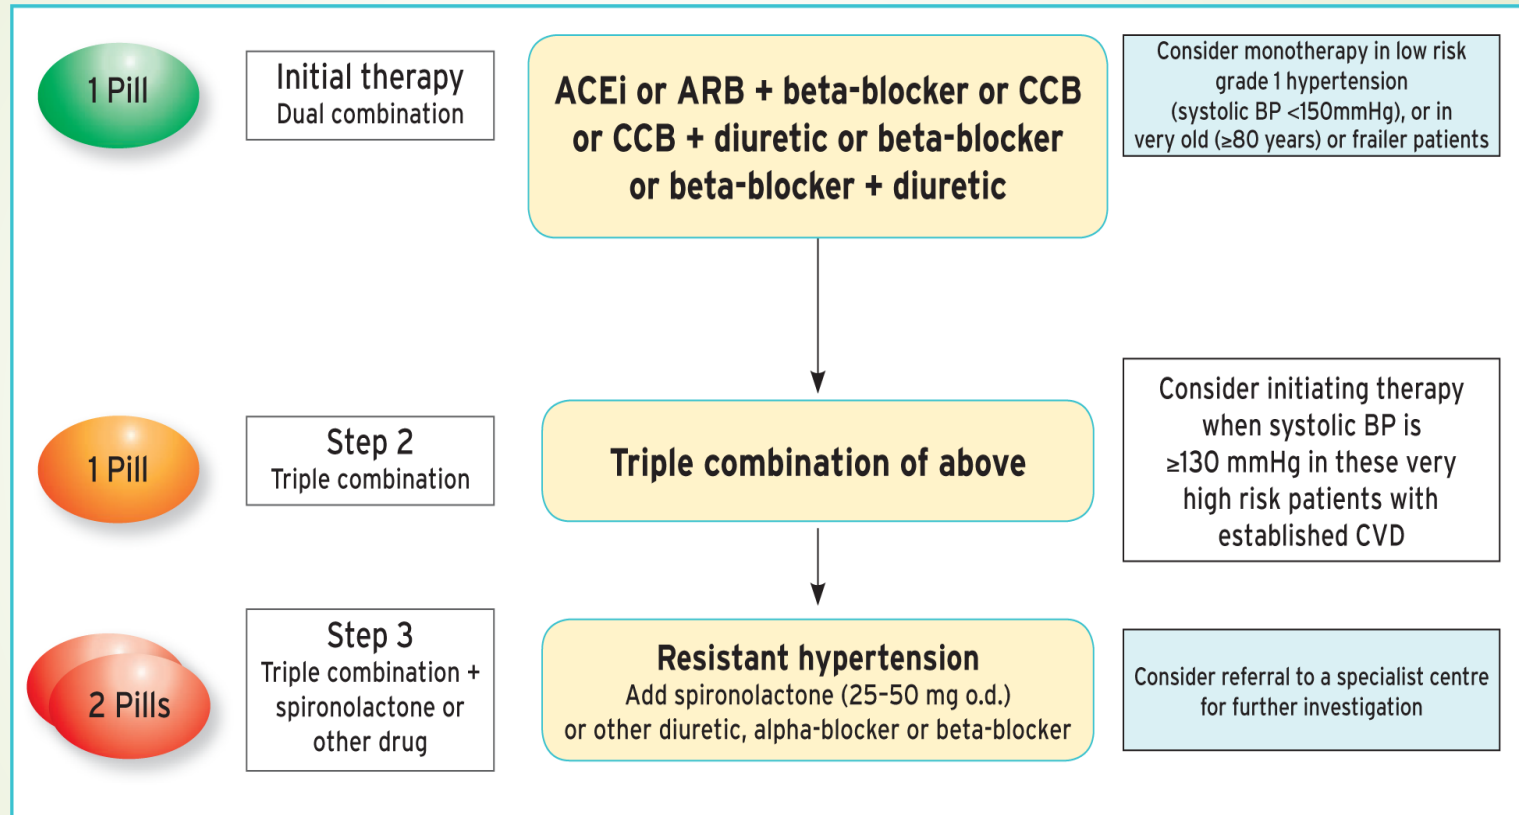 1 Pill
Initial therapy
Dual combination
ACEi or ARB + beta-blocker or CCB
or CCB + diuretic or beta-blocker
or beta-blocker + diuretic
Consider monotherapy in low risk
grade 1 hypertension
(systolic BP <150mmHg), or in
very old (≥80 years) or frailer patients
1 Pill
Step 2
Triple combination
Triple combination of above
Consider initiating therapy
when systolic BP is
≥130 mmHg in these very
high risk patients with
established CVD
2 Pills
Step 3
Triple combination +
spironolactone or
other drug
Resistant hypertension
Add spironolactone (25–50 mg o.d.)
or other diuretic, alpha-blocker or beta-blocker
Consider referral to a specialist centre
for further investigation